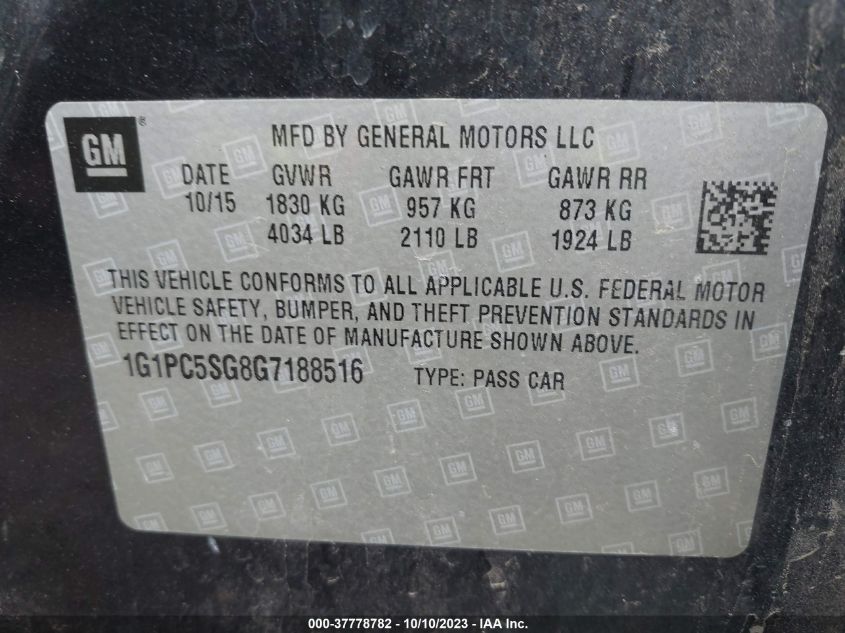 GM ®
MFD BY GENERAL MOTORS LLC
DATE GVWR GAWR FRT GAWR RR
10/15 1830 KG 957 KG 873 KG
4034 LB 2110 LB 1924 LB
THIS VEHICLE CONFORMS TO ALL APPLICABLE U.S. FEDERAL MOTOR
VEHICLE SAFETY, BUMPER, AND THEFT PREVENTION STANDARDS IN
EFFECT ON THE DATE OF MANUFACTURE SHOWN ABOVE.
1G1PC5SG8G7188516 TYPE: PASS CAR
000-37778782 - 10/10/2023 - IAA Inc.